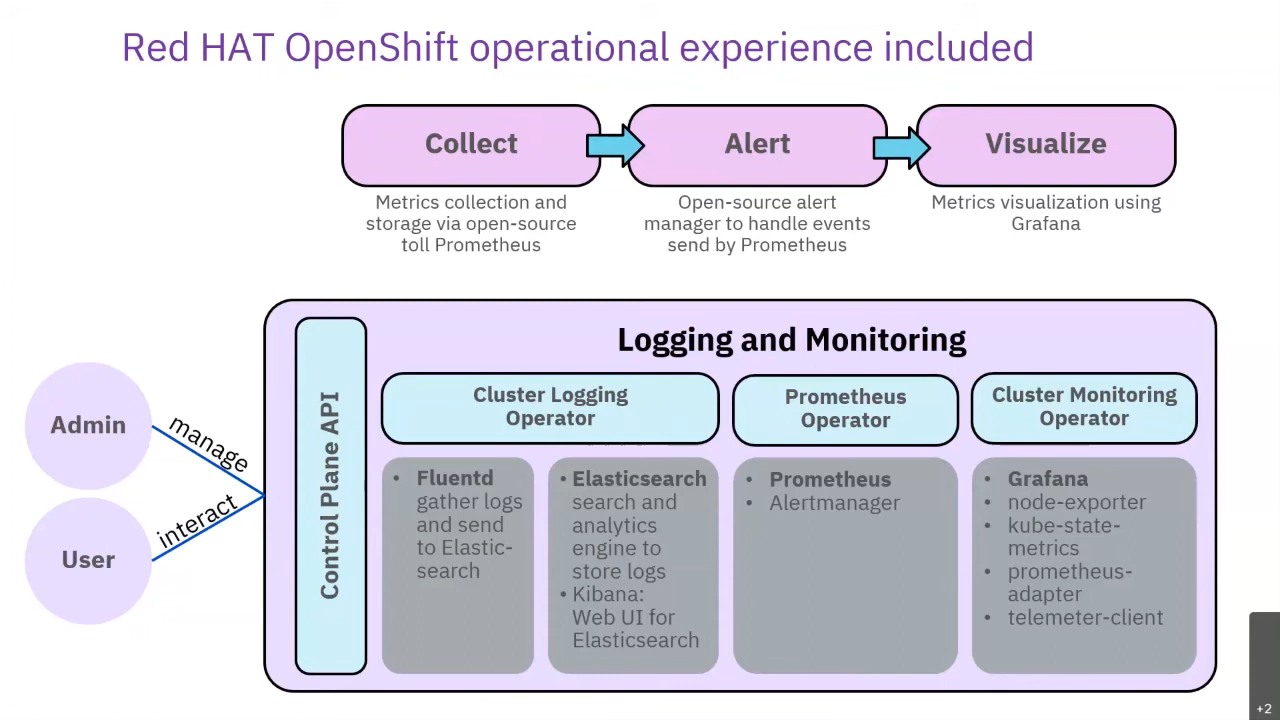 Red HAT OpenShift operational experience included
Collect
Alert
Visualize
Metrics collection and
storage via open-source
toll Prometheus
Open-source alert
manager to handle events
send by Prometheus
Metrics visualization using
Grafana
Admin
User
manage
interact
Control Plane API
Logging and Monitoring
Cluster Logging
Operator
Prometheus
Operator
Cluster Monitoring
Operator
• Fluentd
gather logs
and send
to Elastic-
search
• Elasticsearch
search and
analytics
engine to
store logs
• Kibana:
Web UI for
Elasticsearch
• Prometheus
• Alertmanager
• Grafana
• node-exporter
• kube-state-
metrics
• prometheus-
adapter
• telemeter-client
+2